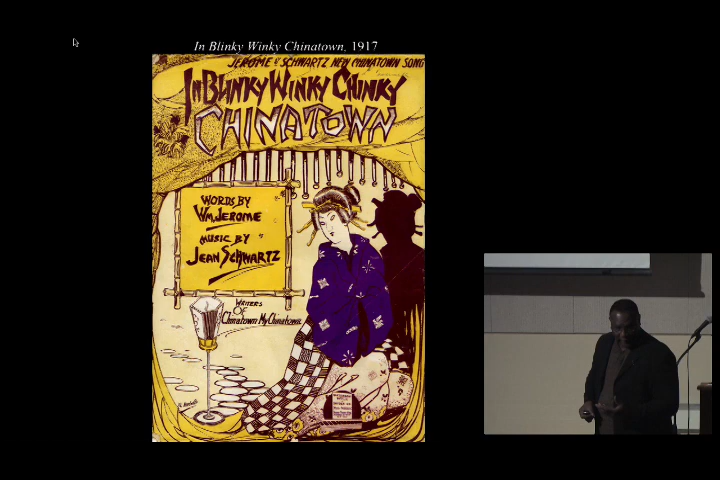 In Blinky Winky Chinatown, 1917
JEROME & SCHWARTZ NEW CHINATOWN SONG
IN BLINKY WINKY CHINKY
CHINATOWN
WORDS BY
WM. JEROME
MUSIC BY
JEAN SCHWARTZ
WRITERS
OF
Chinatown My Chinatown